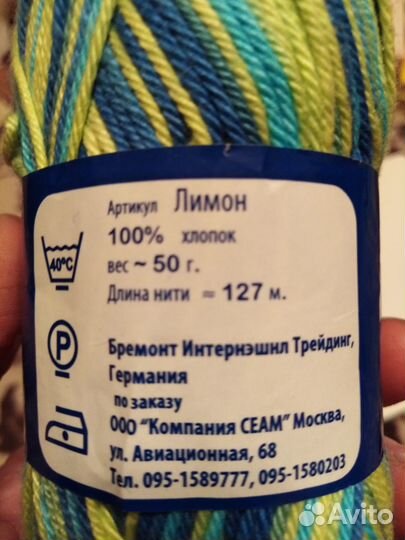 Артикул Лимон
100% хлопок
вес ~ 50 г.
Длина нити ≈ 127 м.
40°C
P
Бремонт Интернэшнл Трейдинг,
Германия
по заказу
ООО "Компания СЕАМ" Москва,
ул. Авиационная, 68
Тел. 095-1589777, 095-1580203
Avito